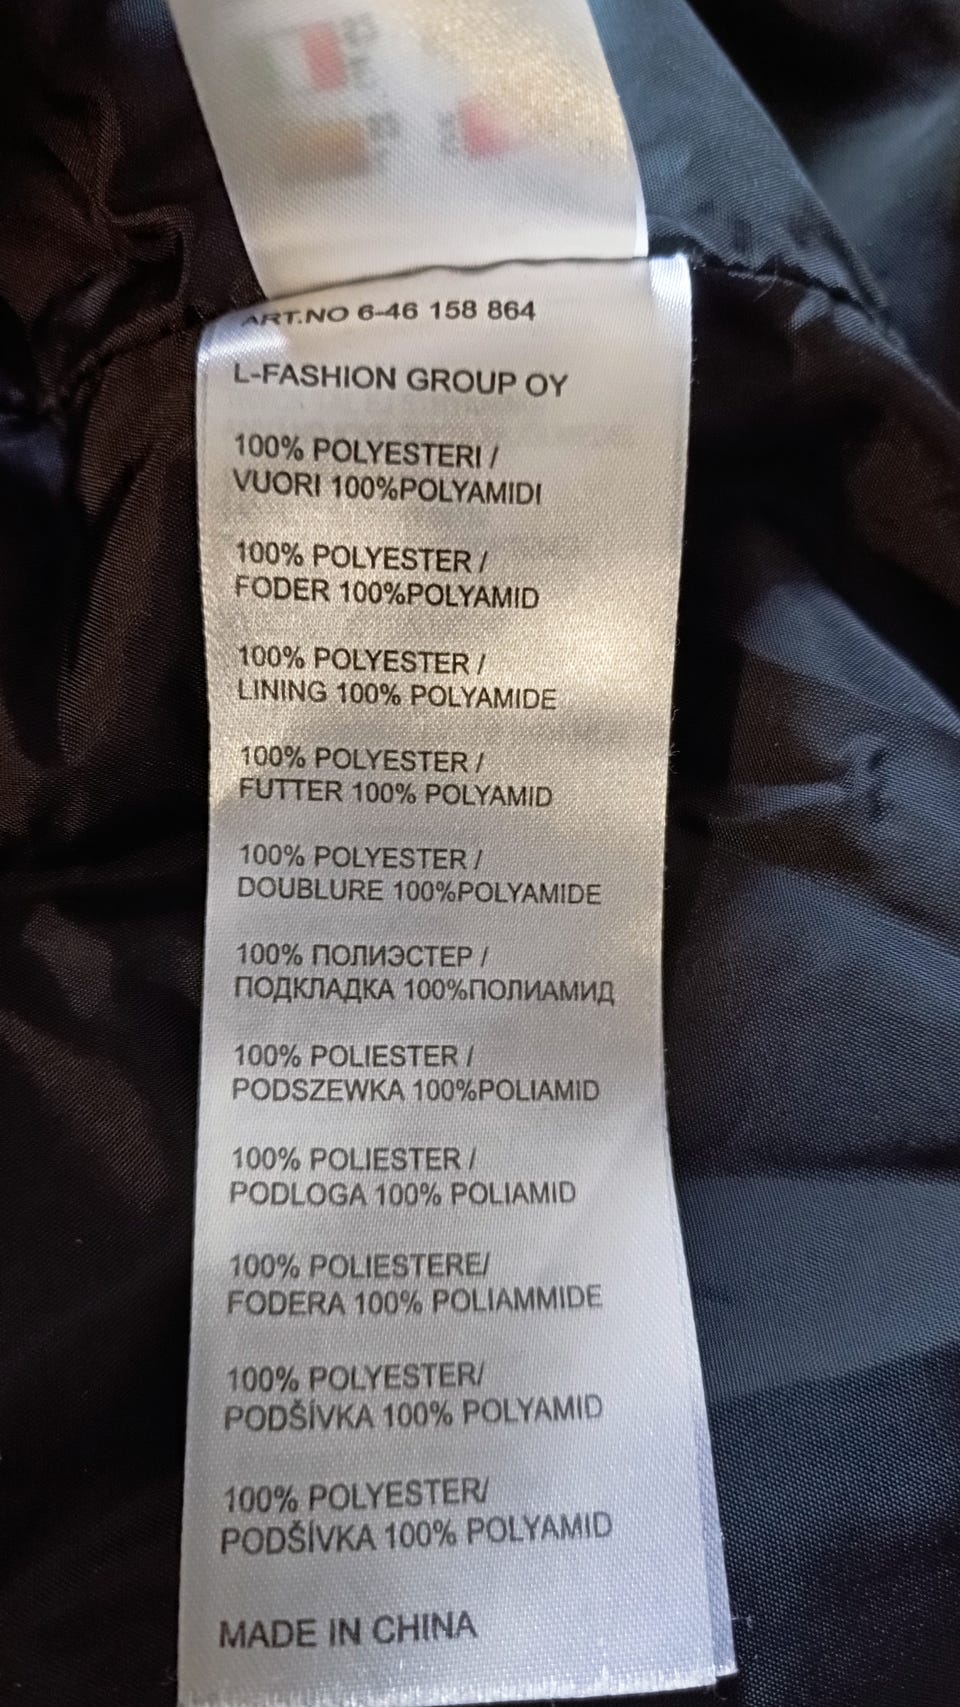 ART.NO 6-46 158 864
L-FASHION GROUP OY
100% POLYESTERI /
VUORI 100%POLYAMIDI
100% POLYESTER /
FODER 100%POLYAMID
100% POLYESTER /
LINING 100% POLYAMIDE
100% POLYESTER /
FUTTER 100% POLYAMID
100% POLYESTER /
DOUBLURE 100%POLYAMIDE
100% ПОЛИЭСТЕР /
ПОДКЛАДКА 100%ПОЛИАМИД
100% POLIESTER /
PODSZEWKA 100%POLIAMID
100% POLIESTER /
PODLOGA 100% POLIAMID
100% POLIESTERE/
FODERA 100% POLIAMMIDE
100% POLYESTER/
PODŠÍVKA 100% POLYAMID
100% POLYESTER/
PODŠÍVKA 100% POLYAMID
MADE IN CHINA